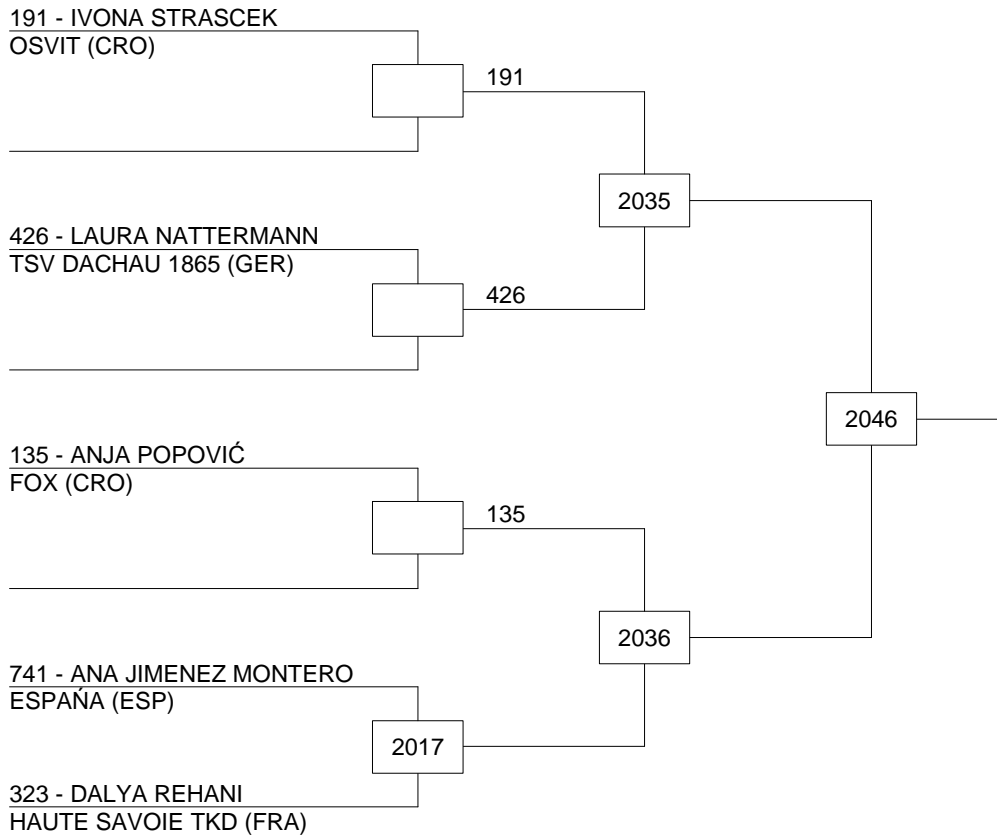 191 - IVONA STRASCEK
OSVIT (CRO)
191
2035
426 - LAURA NATTERMANN
TSV DACHAU 1865 (GER)
426
2046
135 - ANJA POPOVIĆ
FOX (CRO)
135
2036
741 - ANA JIMENEZ MONTERO
ESPAŃA (ESP)
2017
323 - DALYA REHANI
HAUTE SAVOIE TKD (FRA)